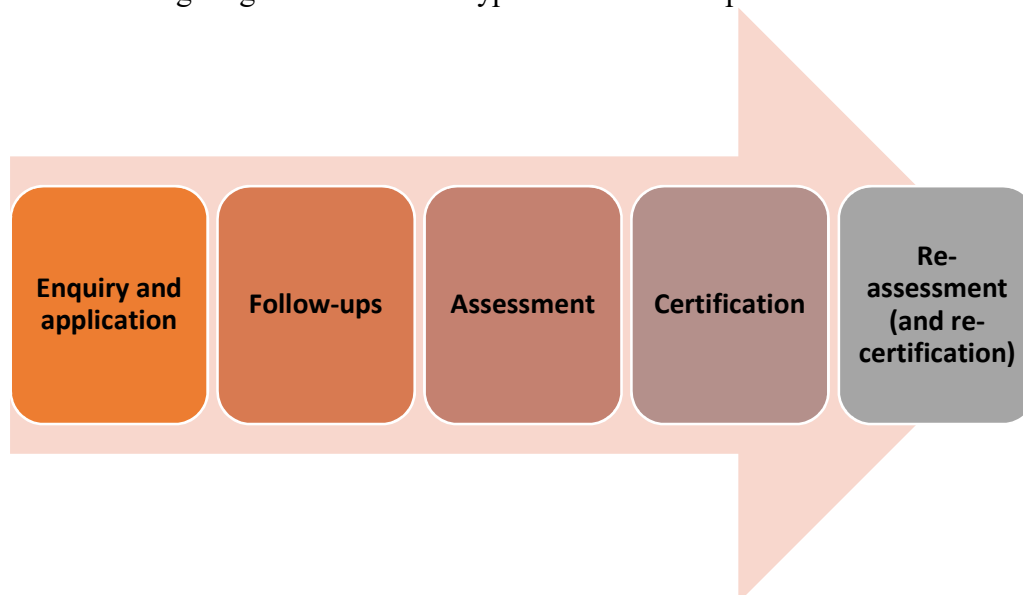 Enquiry and
application
Follow-ups
Assessment
Certification
Re-
assessment
(and re-
certification)